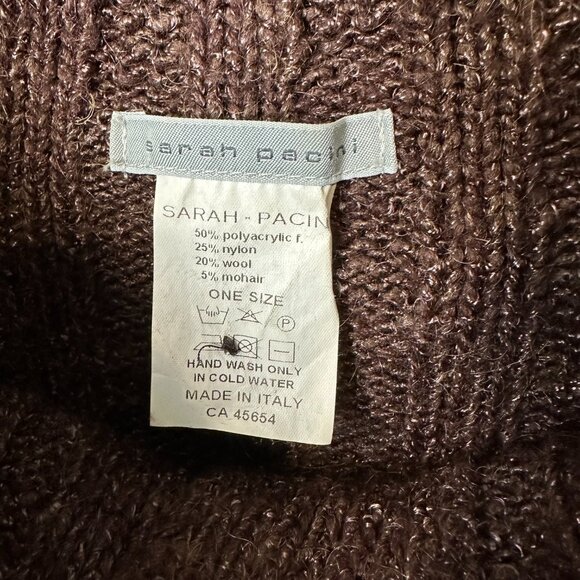 sarah pacini
SARAH - PACIN
50% polyacrylic f.
25% nylon
20% wool
5% mohair
ONE SIZE
P
HAND WASH ONLY
IN COLD WATER
MADE IN ITALY
CA 45654